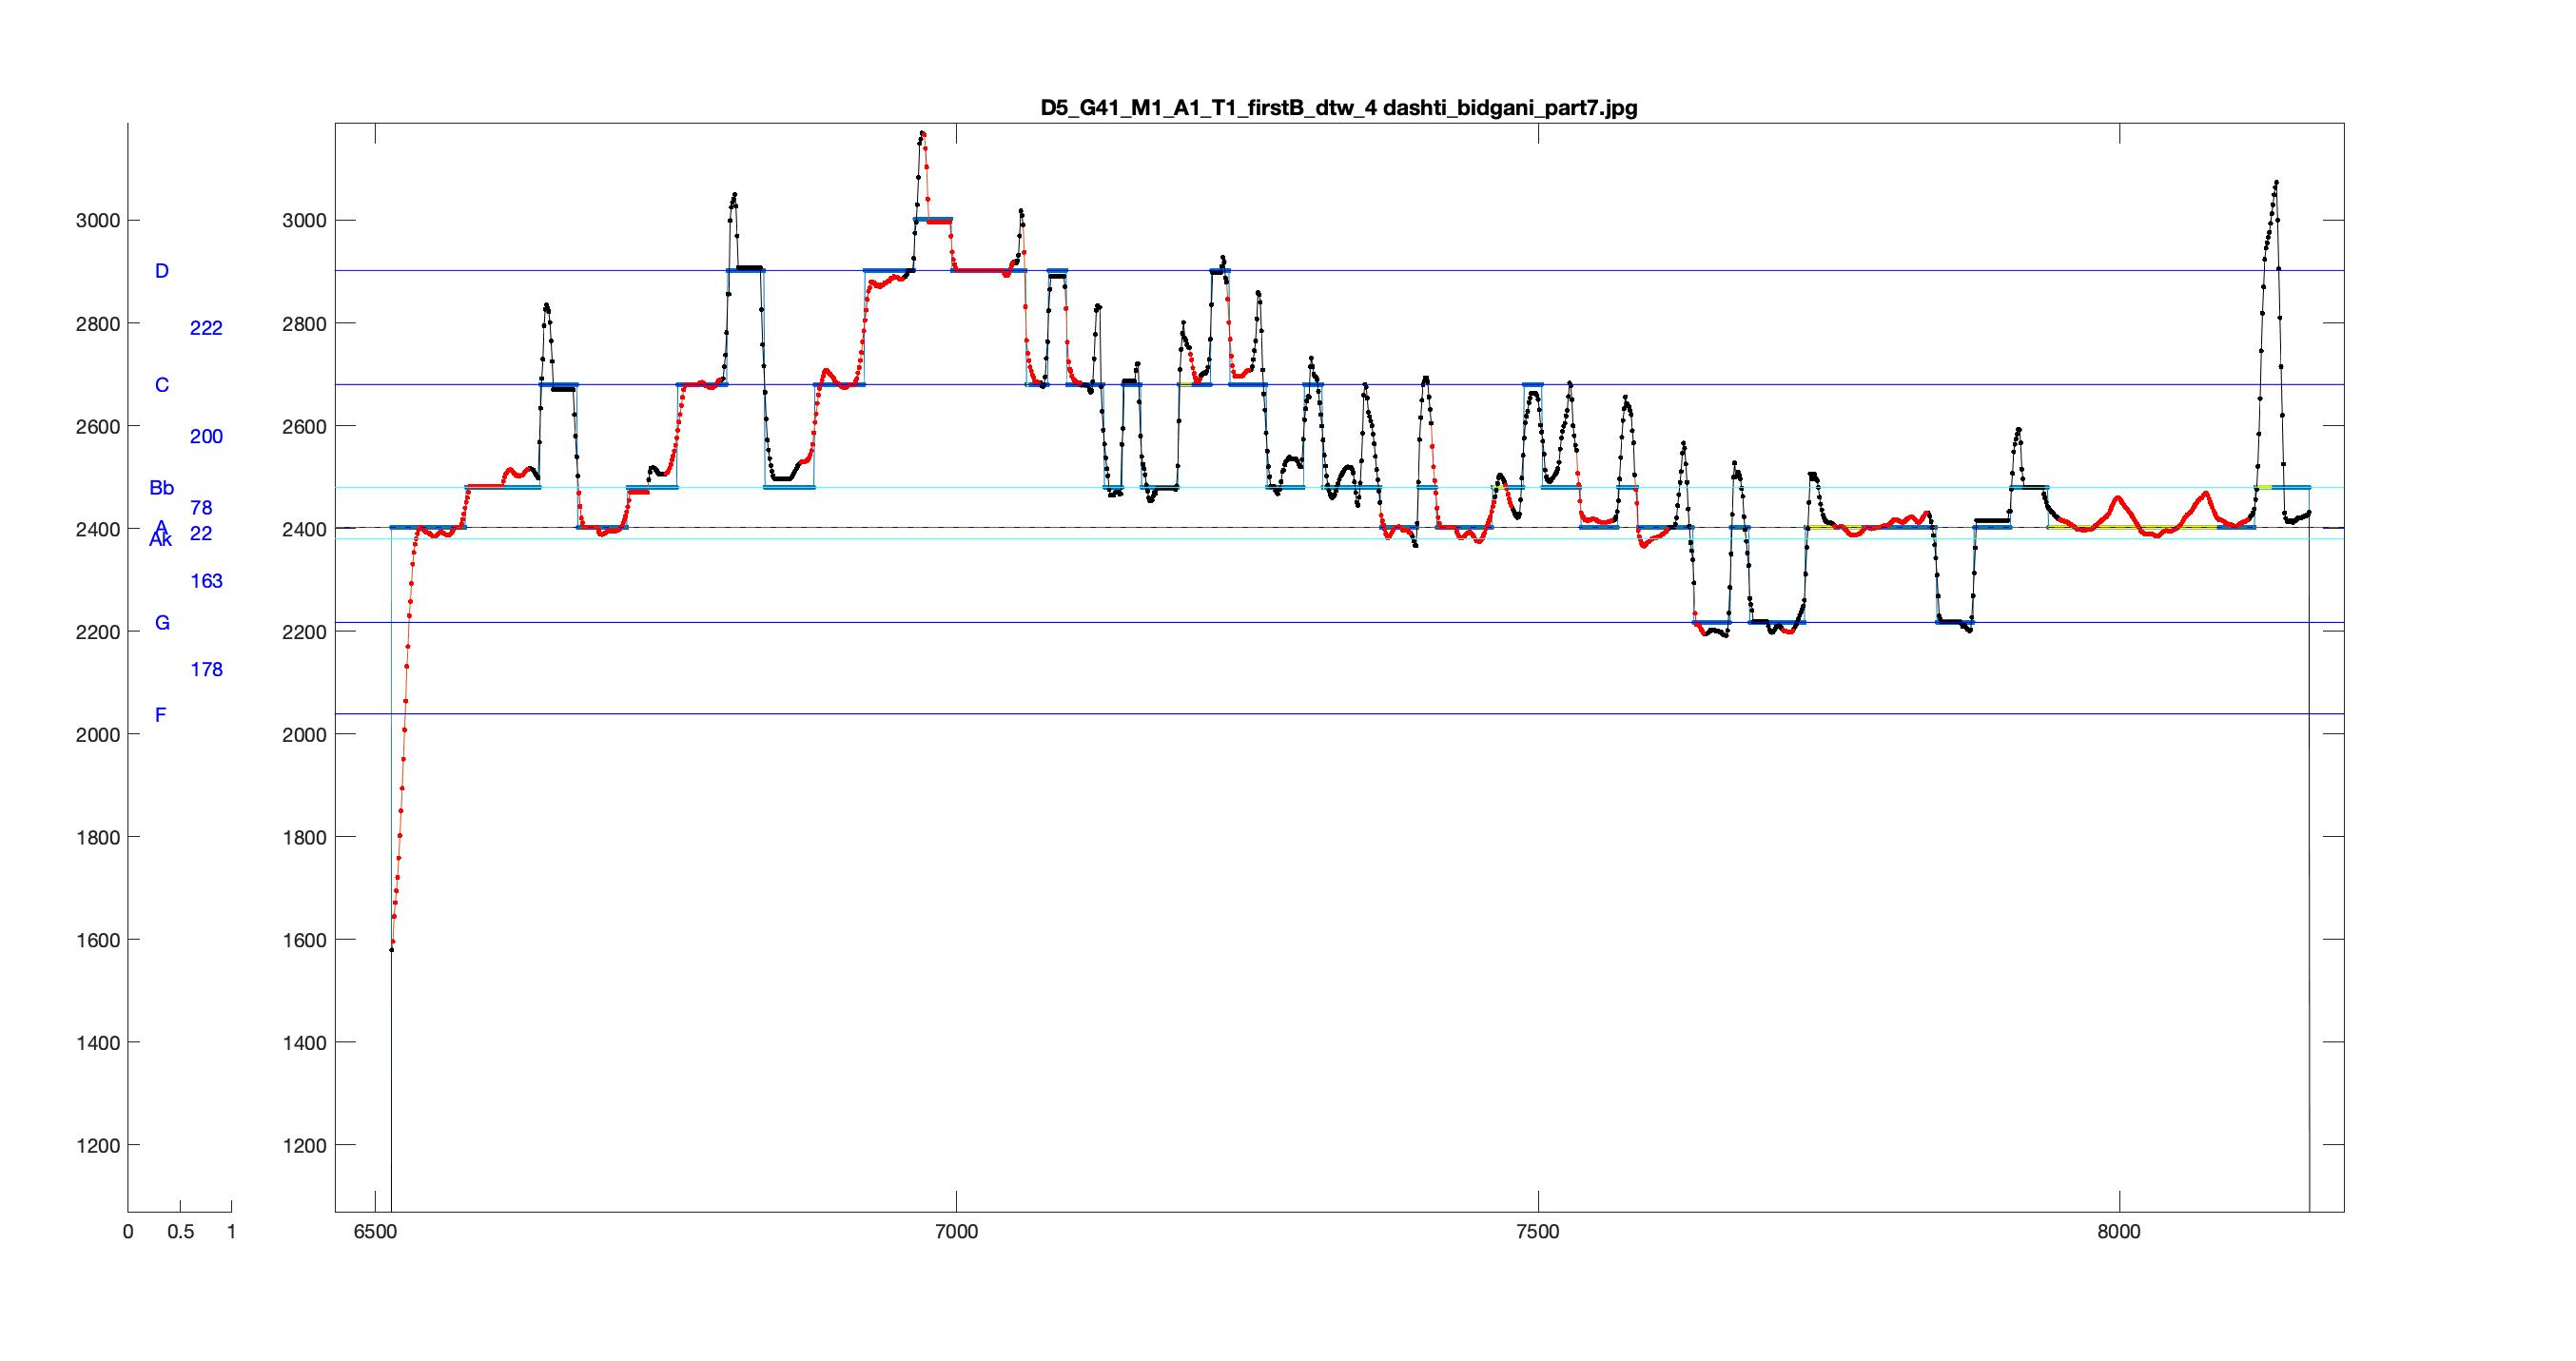 D5_G41_M1_A1_T1_firstB_dtw_4 dashti_bidgani_part7.jpg
3000 3000
D
2800 222 2800
C
2600 200 2600
Bb
78
2400 A 22 2400
Ak
163
G
2200 2200
178
F
2000 2000
1800 1800
1600 1600
1400 1400
1200 1200
0 0.5 1 6500 7000 7500 8000